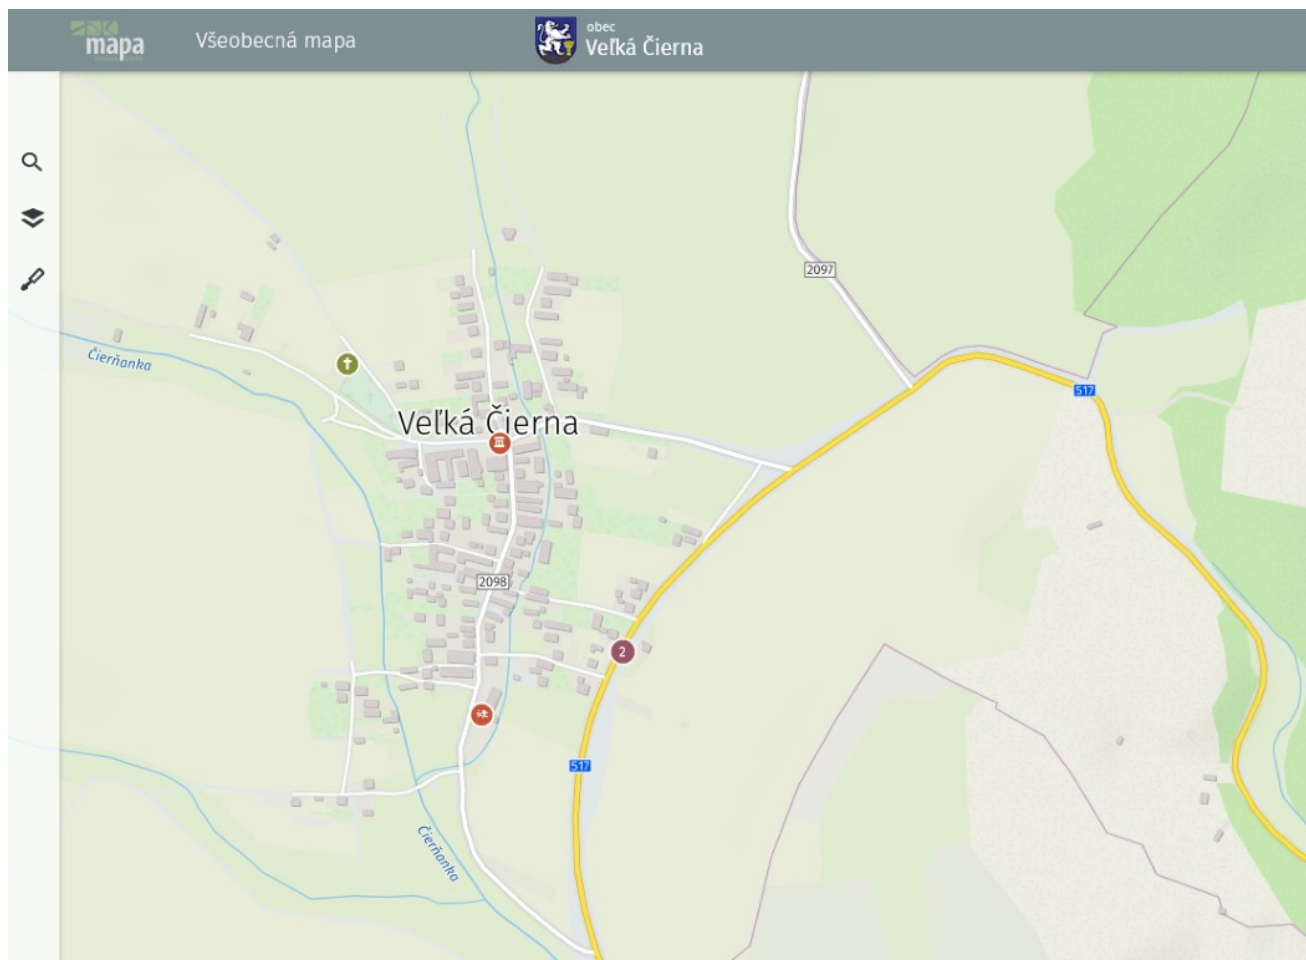 mapa
Všeobecná mapa
obec
Veľká Čierna
2097
Čierňanka
517
Veľká Čierna
2098
2
517
Čierňanka